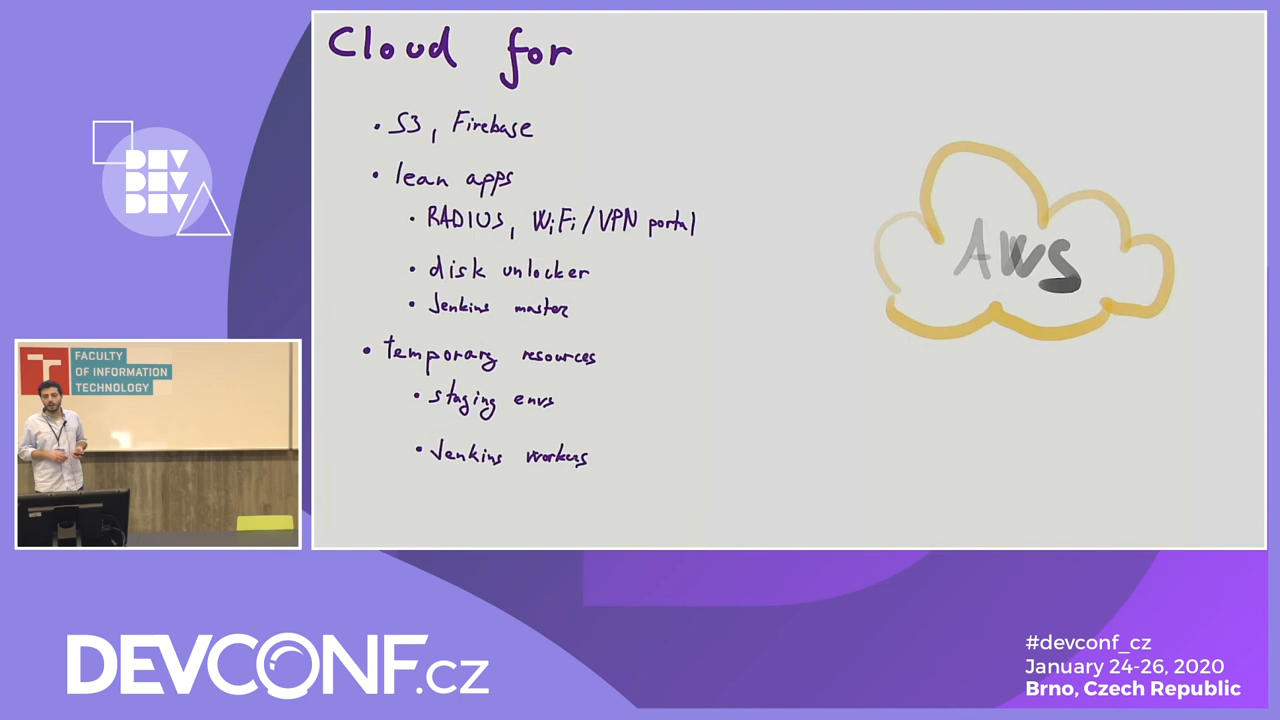 Cloud for
• S3, Firebase
• lean apps
• RADIUS, WiFi/VPN portal
• disk unlocker
• Jenkins master
• temporary resources
• staging envs
• Jenkins workers
AWS
DEV
DEV
DEV
FACULTY
OF INFORMATION
TECHNOLOGY
DEVCONF.cz
#devconf_cz
January 24-26, 2020
Brno, Czech Republic